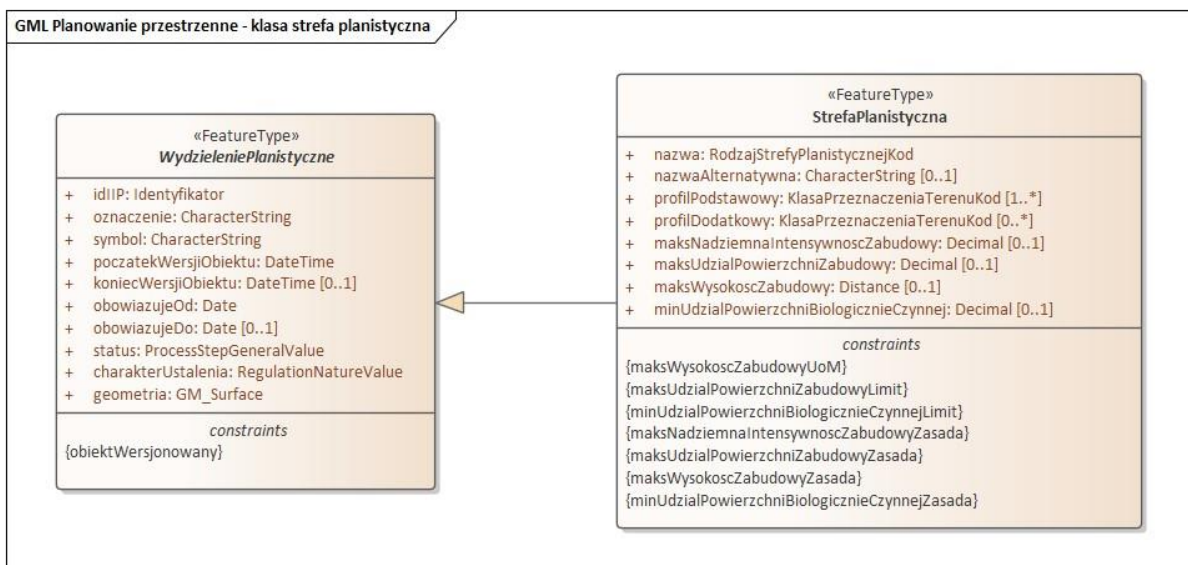 GML Planowanie przestrzenne - klasa strefa planistyczna
«FeatureType»
WydzieleniePlanistyczne
+ idIIP: Identyfikator
+ oznaczenie: CharacterString
+ symbol: CharacterString
+ poczatekWersjiObiektu: DateTime
+ koniecWersjiObiektu: DateTime [0..1]
+ obowiazujeOd: Date
+ obowiazujeDo: Date [0..1]
+ status: ProcessStepGeneralValue
+ charakterUstalenia: RegulationNatureValue
+ geometria: GM_Surface
constraints
{obiektWersjonowany}
«FeatureType»
StrefaPlanistyczna
+ nazwa: RodzajStrefyPlanistycznejKod
+ nazwaAlternatywna: CharacterString [0..1]
+ profilPodstawowy: KlasaPrzeznaczeniaTerenuKod [1..*]
+ profilDodatkowy: KlasaPrzeznaczeniaTerenuKod [0..*]
+ maksNadziemnaIntensywnoscZabudowy: Decimal [0..1]
+ maksUdzialPowierzchniZabudowy: Decimal [0..1]
+ maksWysokoscZabudowy: Distance [0..1]
+ minUdzialPowierzchniBiologicznieCzynnej: Decimal [0..1]
constraints
{maksWysokoscZabudowyUoM}
{maksUdzialPowierzchniZabudowyLimit}
{minUdzialPowierzchniBiologicznieCzynnejLimit}
{maksNadziemnaIntensywnoscZabudowyZasada}
{maksUdzialPowierzchniZabudowyZasada}
{maksWysokoscZabudowyZasada}
{minUdzialPowierzchniBiologicznieCzynnejZasada}